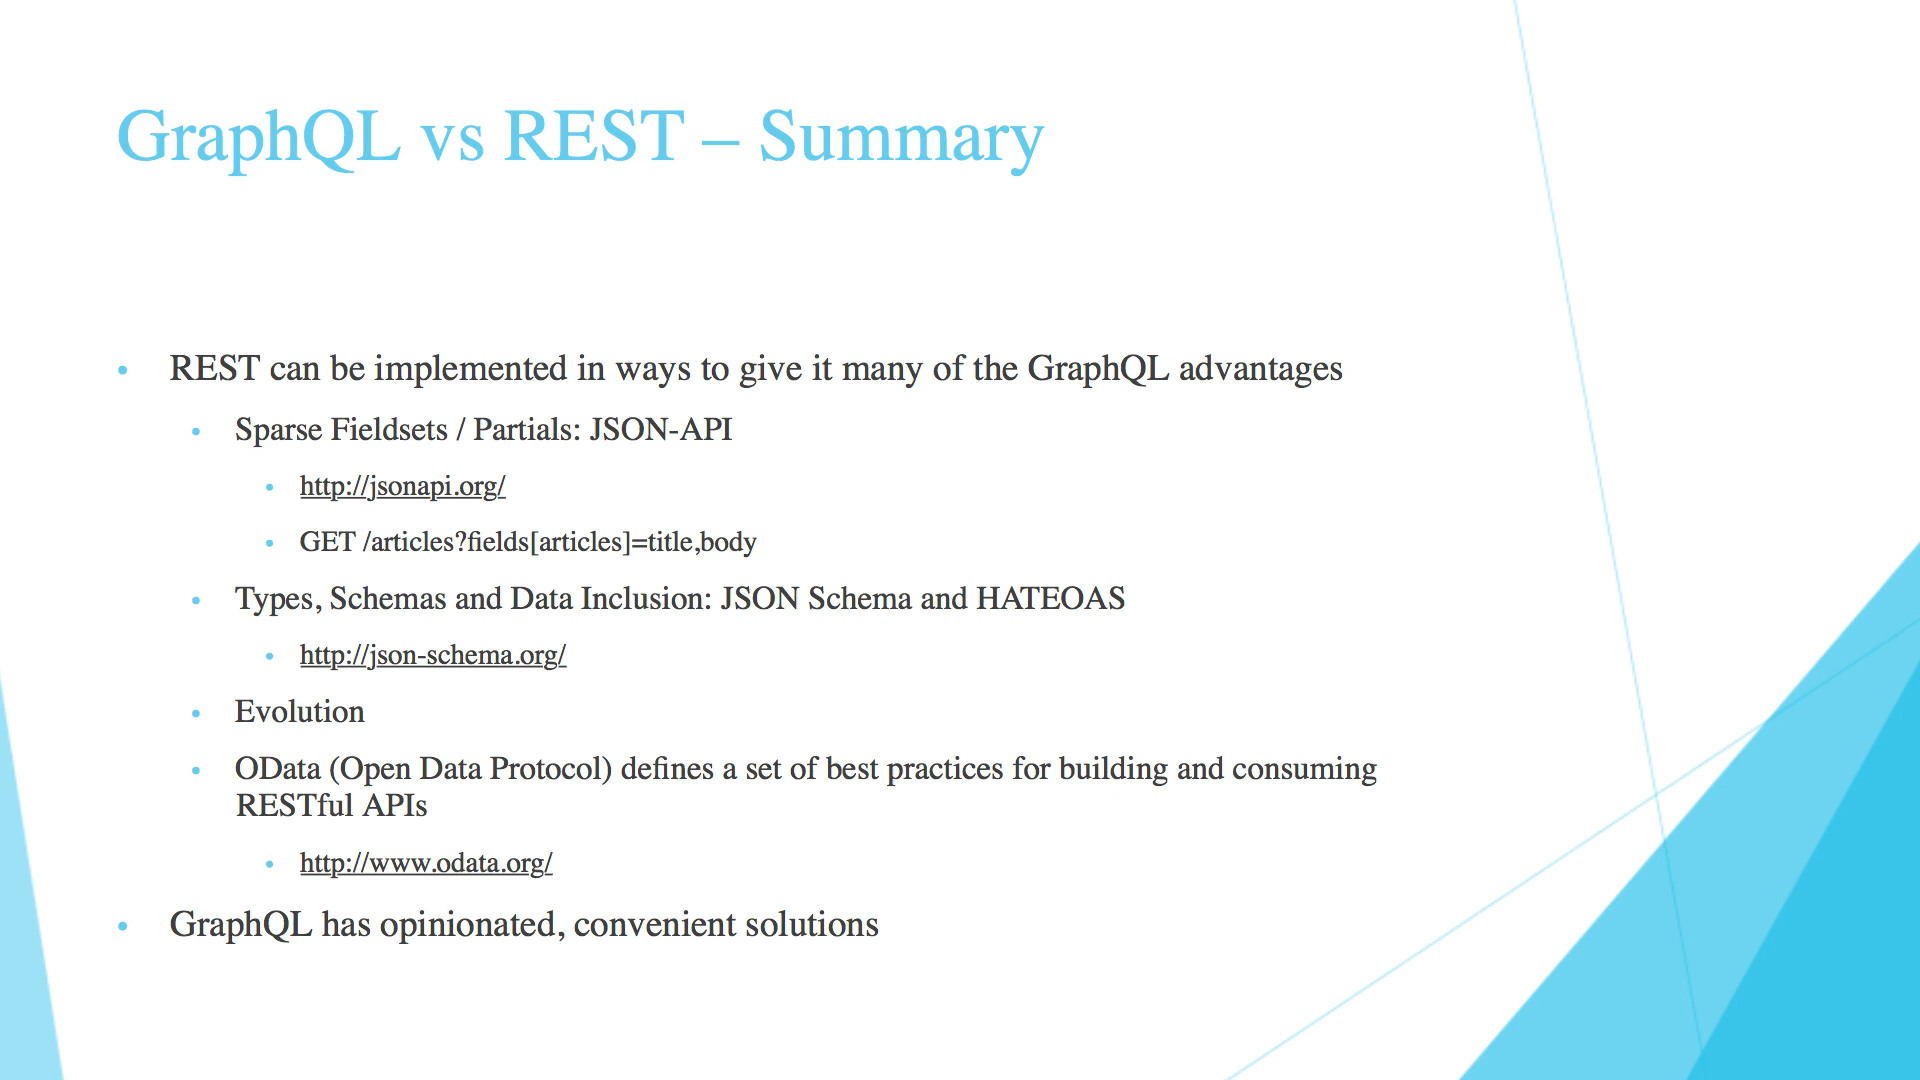 GraphQL vs REST – Summary
• REST can be implemented in ways to give it many of the GraphQL advantages
• Sparse Fieldsets / Partials: JSON-API
• http://jsonapi.org/
• GET /articles?fields[articles]=title,body
• Types, Schemas and Data Inclusion: JSON Schema and HATEOAS
• http://json-schema.org/
• Evolution
• OData (Open Data Protocol) defines a set of best practices for building and consuming
RESTful APIs
• http://www.odata.org/
• GraphQL has opinionated, convenient solutions